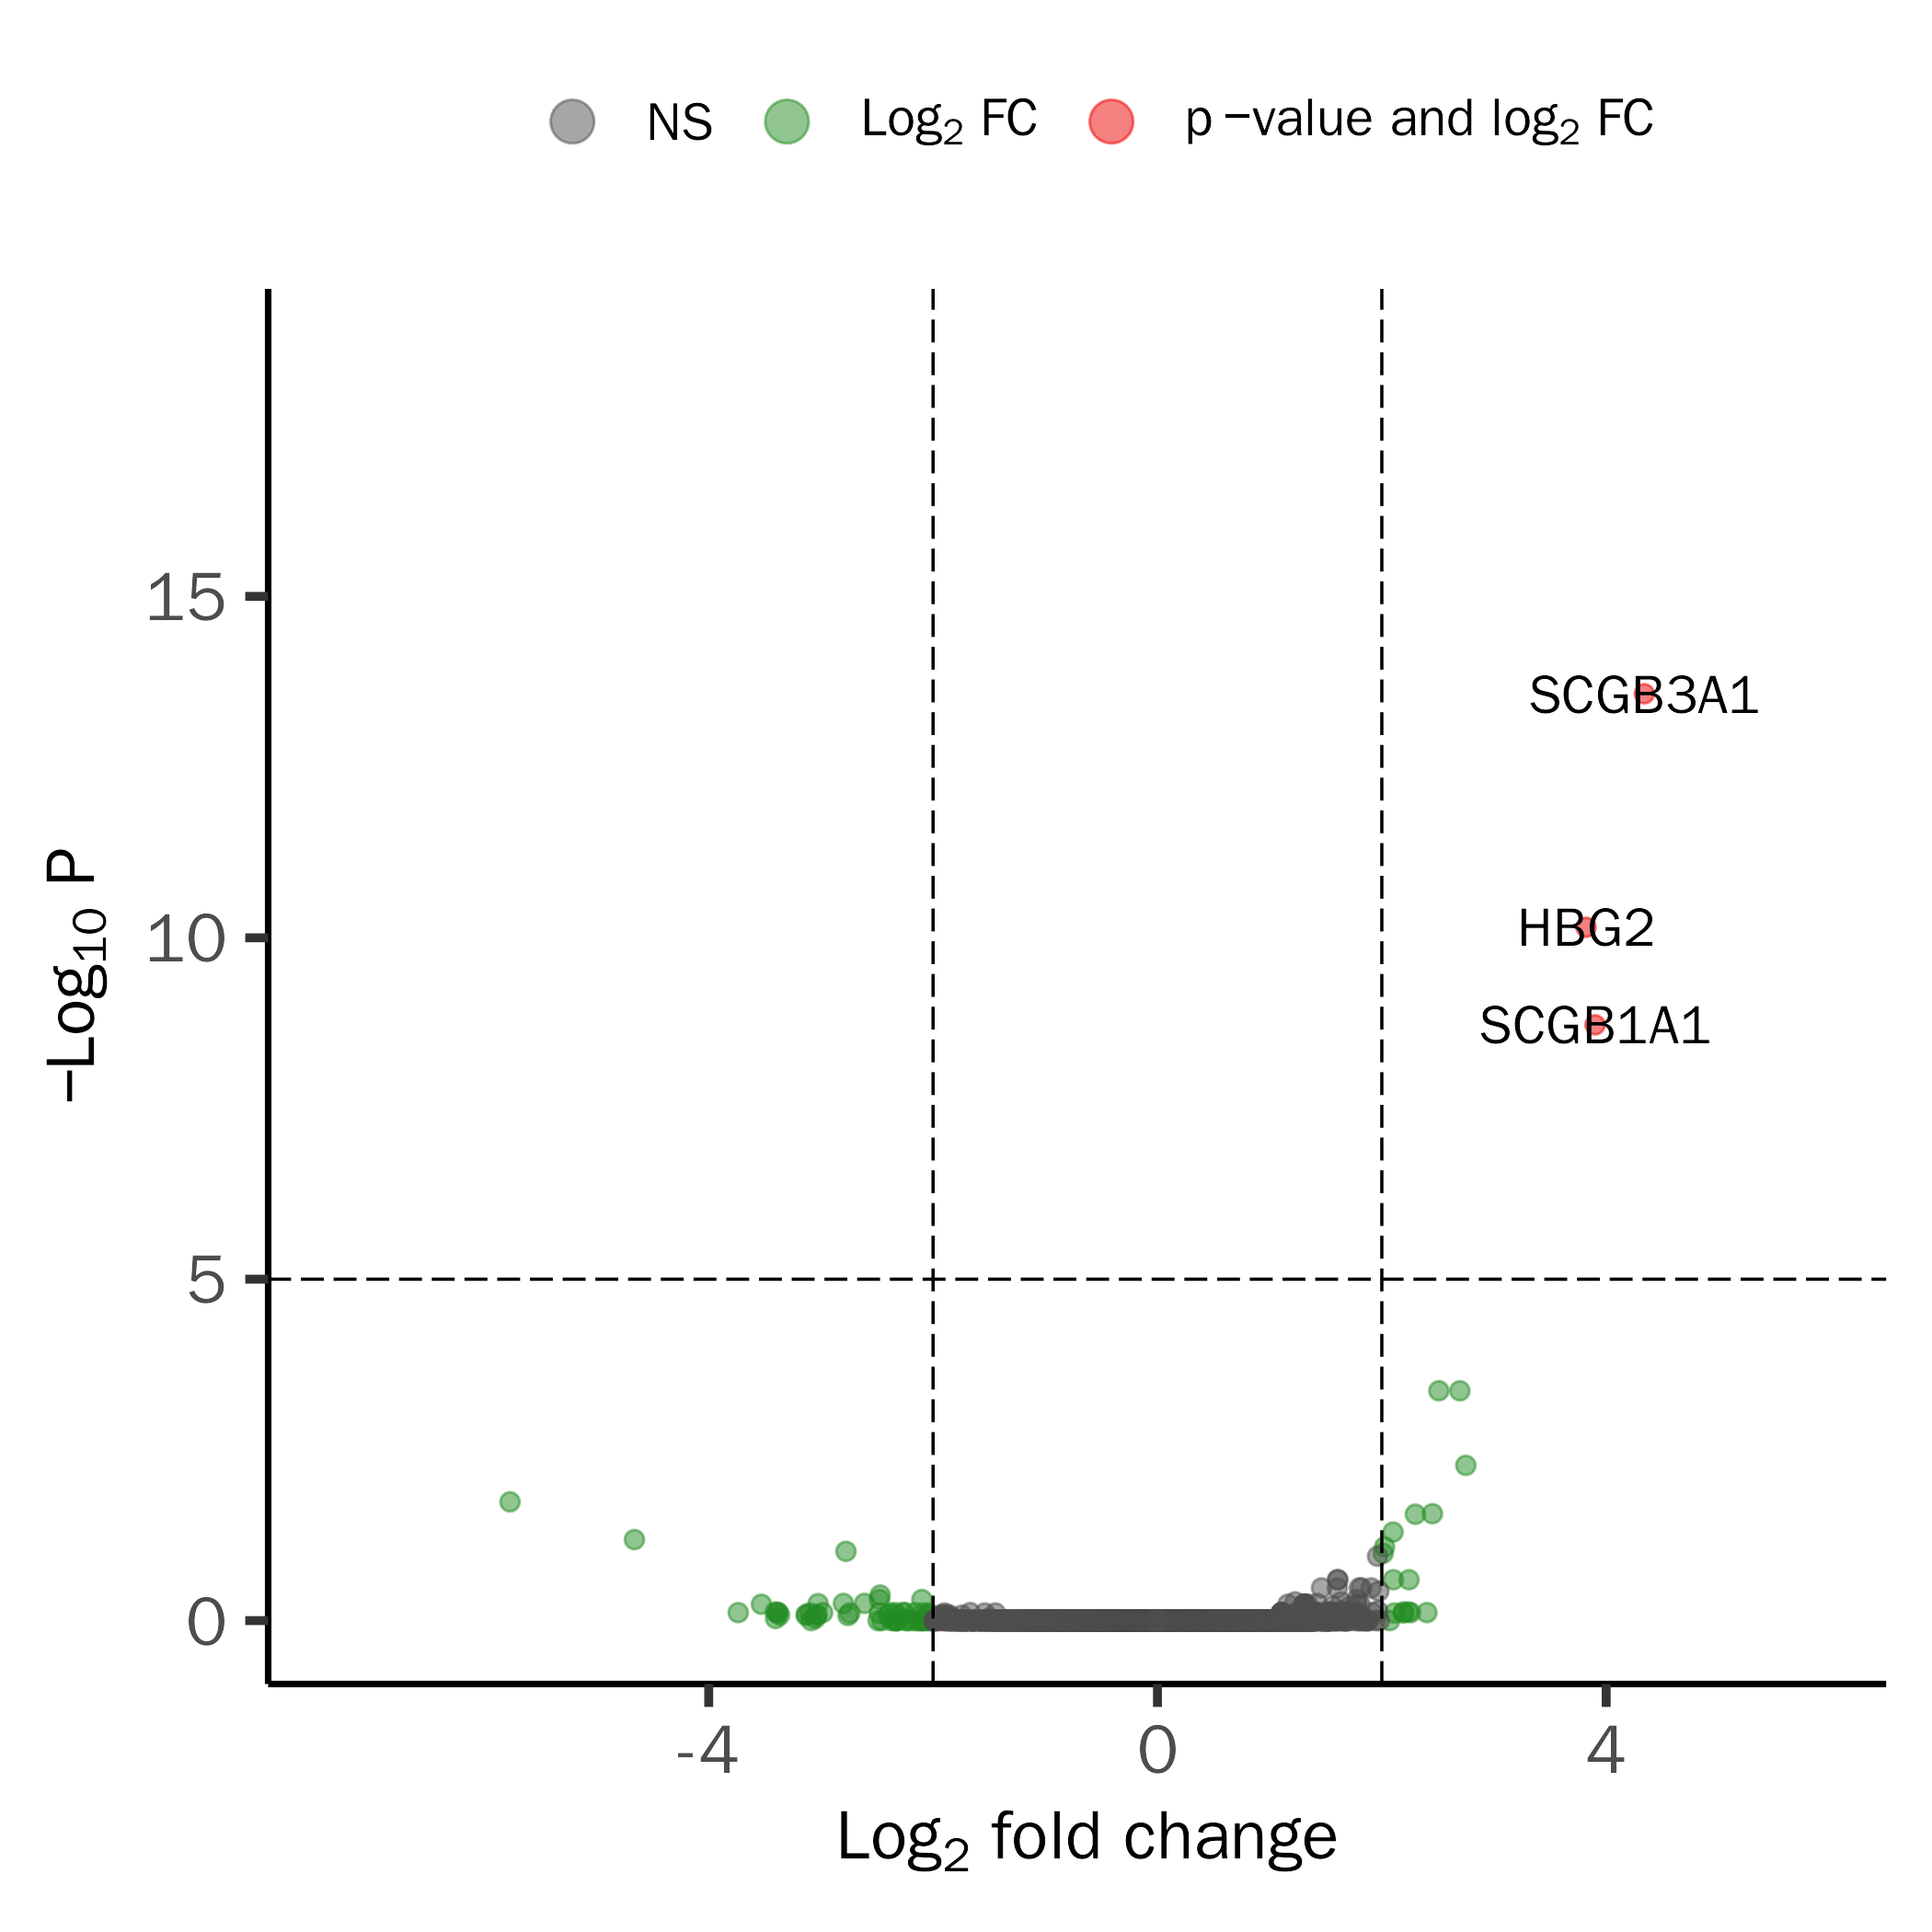 NS Log₂ FC p −value and log₂ FC
−Log₁₀ P
15
SCGB3A1
HBG2
10
SCGB1A1
5
0
-4 0 4
Log₂ fold change